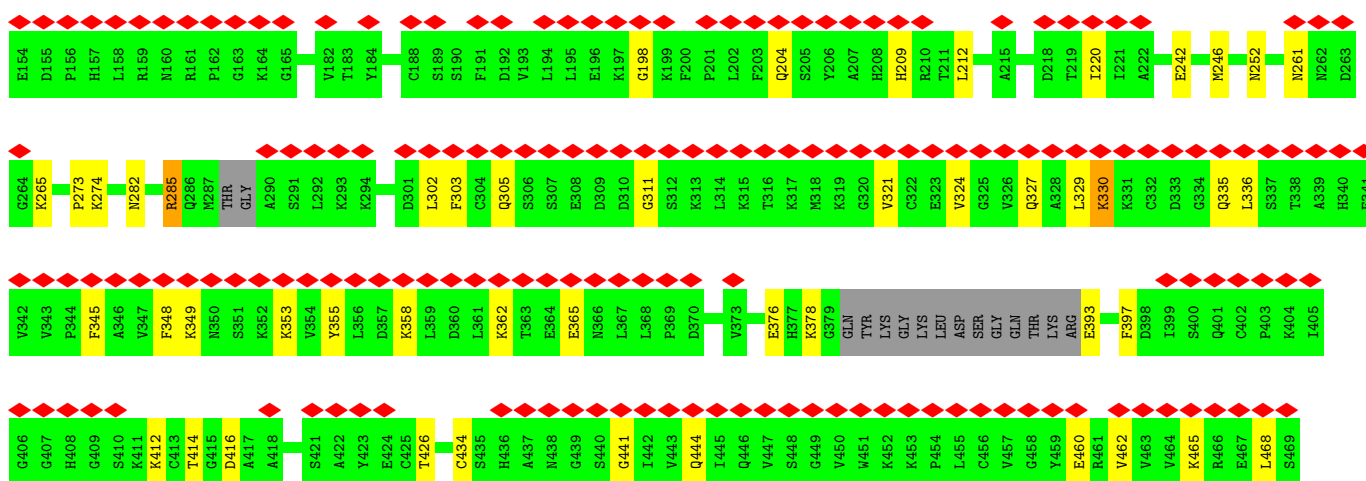 E154 D155 P156 H157 L158 R159 N160 R161 P162 G163 K164 G165 V182 T183 Y184 C188 S189 S190 F191 D192 V193 L194 L195 E196 K197 G198 K199 F200 P201 L202 F203 Q204 S205 Y206 A207 H208 H209 R210 T211 L212 A215 D218 T219 I220 I221 A222 E242 M246 N252 N261 N262 D263
G264 K265 P273 K274 N282 R285 Q286 M287 THR GLY A290 S291 L292 K293 K294 D301 L302 F303 C304 Q305 S306 S307 E308 D309 D310 G311 S312 K313 L314 K315 T316 K317 M318 K319 G320 V321 C322 E323 V324 G325 V326 Q327 A328 L329 K330 K331 C332 D333 G334 Q335 L336 S337 T338 A339 H340
V342 V343 P344 F345 A346 V347 F348 K349 N350 S351 K352 K353 V354 Y355 L356 D357 K358 L359 D360 L361 K362 T363 E364 E365 N366 L367 L368 P369 D370 V373 E376 H377 K378 G379 GLN TYR LYS GLY LYS LEU ASP SER GLY GLN THR LYS ARG E393 F397 D398 I399 S400 Q401 C402 P403 K404 I405
G406 G407 H408 G409 S410 K411 K412 C413 T414 G415 D416 A417 A418 S421 A422 Y423 E424 C425 T426 C434 S435 H436 A437 N438 G439 S440 G441 I442 V443 Q444 I445 Q446 V447 S448 G449 V450 W451 K452 K453 P454 L455 C456 V457 G458 Y459 E460 R461 V462 V463 V464 K465 R466 E467 L468 S469